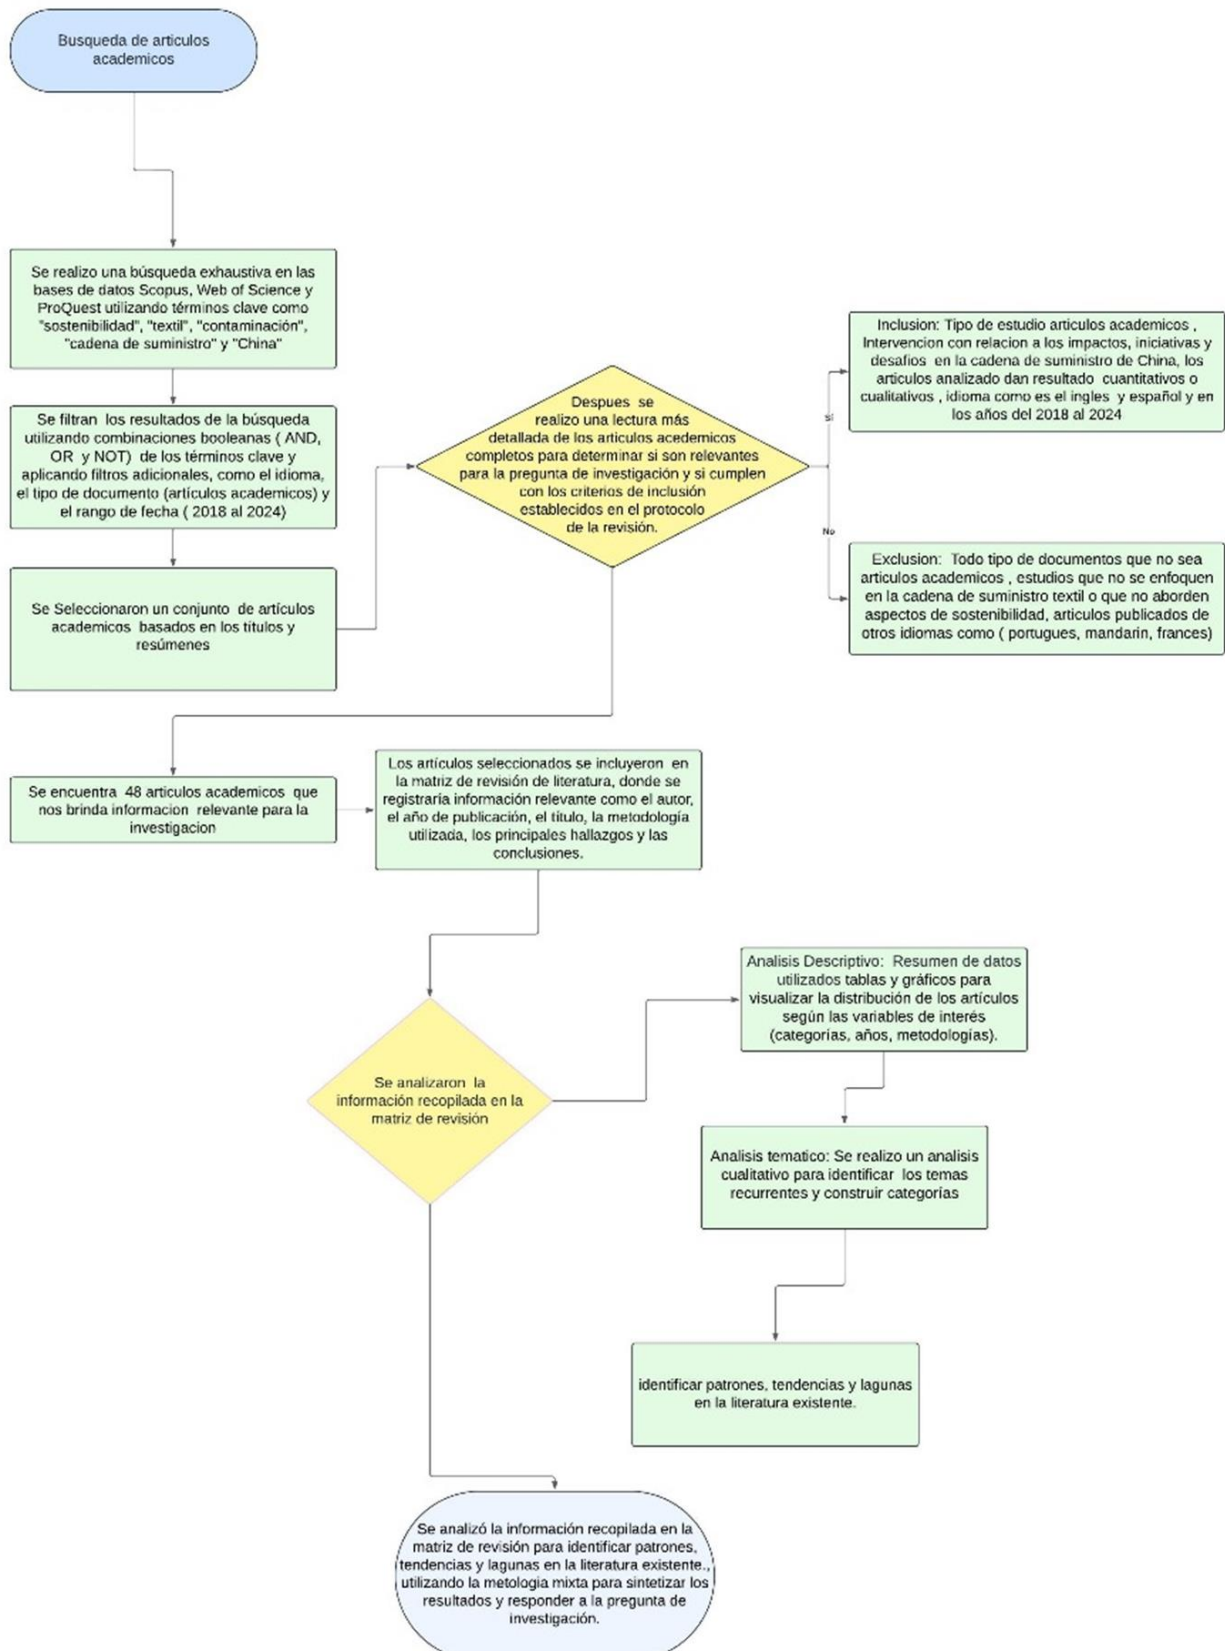 Busqueda de articulos
academicos
Se realizo una búsqueda exhaustiva en las
bases de datos Scopus, Web of Science y
ProQuest utilizando términos clave como
"sostenibilidad", "textil", "contaminación",
"cadena de suministro" y "China"
Se filtran los resultados de la búsqueda
utilizando combinaciones booleanas ( AND,
OR y NOT) de los términos clave y
aplicando filtros adicionales, como el idioma,
el tipo de documento (artículos academicos) y
el rango de fecha ( 2018 al 2024)
Se Seleccionaron un conjunto de artículos
academicos basados en los títulos y
resúmenes
Despues se
realizo una lectura más
detallada de los articulos acedemicos
completos para determinar si son relevantes
para la pregunta de investigación y si cumplen
con los criterios de inclusión
establecidos en el protocolo
de la revisión.
Si
Inclusion: Tipo de estudio articulos academicos ,
Intervencion con relacion a los impactos, iniciativas y
desafios en la cadena de suministro de China, los
articulos analizado dan resultado cuantitativos o
cualitativos , idioma como es el ingles y español y en
los años del 2018 al 2024
No
Exclusion: Todo tipo de documentos que no sea
articulos academicos , estudios que no se enfoquen
en la cadena de suministro textil o que no aborden
aspectos de sostenibilidad, articulos publicados de
otros idiomas como ( portugues, mandarin, frances)
Se encuentra 48 articulos academicos que
nos brinda informacion relevante para la
investigacion
Los artículos seleccionados se incluyeron en
la matriz de revisión de literatura, donde se
registraría información relevante como el autor,
el año de publicación, el título, la metodología
utilizada, los principales hallazgos y las
conclusiones.
Se analizaron la
información recopilada en la
matriz de revisión
Analisis Descriptivo: Resumen de datos
utilizados tablas y gráficos para
visualizar la distribución de los artículos
según las variables de interés
(categorías, años, metodologías).
Analisis tematico: Se realizo un analisis
cualitativo para identificar los temas
recurrentes y construir categorías
identificar patrones, tendencias y lagunas
en la literatura existente.
Se analizó la información recopilada en la
matriz de revisión para identificar patrones,
tendencias y lagunas en la literatura existente.,
utilizando la metologia mixta para sintetizar los
resultados y responder a la pregunta de
investigación.